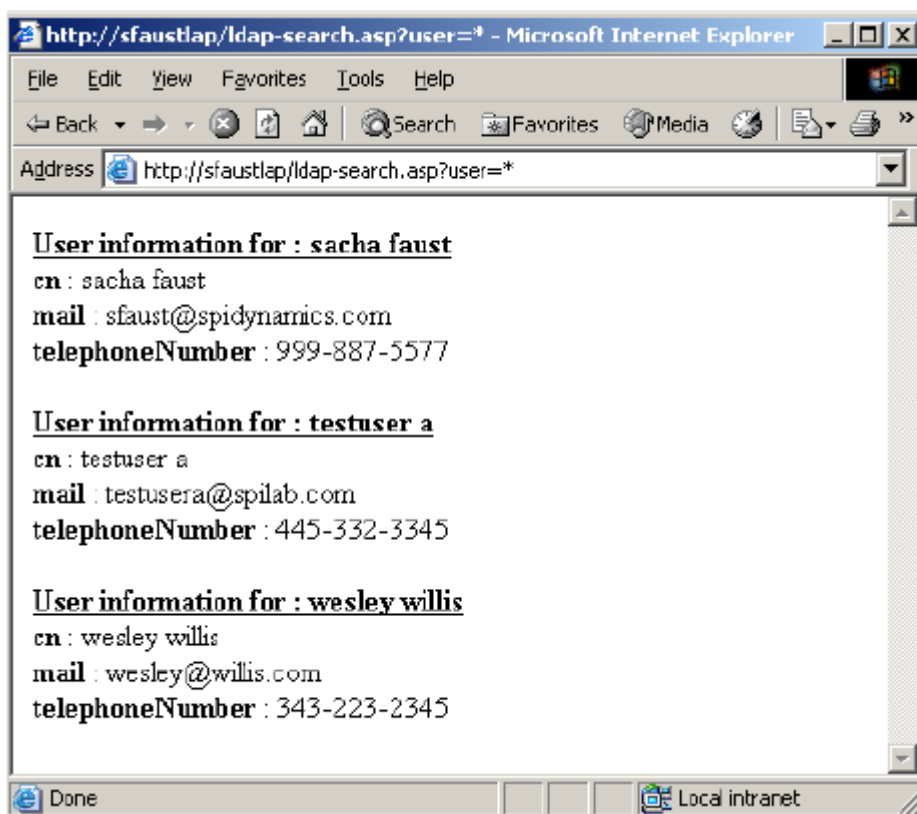 http://sfaustlap/ldap-search.asp?user=* - Microsoft Internet Explorer
File Edit View Favorites Tools Help
Back Search Favorites Media »
Address http://sfaustlap/ldap-search.asp?user=*
User information for : sacha faust
cn : sacha faust
mail : sfaust@spidynamics.com
telephoneNumber : 999-887-5577
User information for : testuser a
cn : testuser a
mail : testusera@spilab.com
telephoneNumber : 445-332-3345
User information for : wesley willis
cn : wesley willis
mail : wesley@willis.com
telephoneNumber : 343-223-2345
Done Local intranet